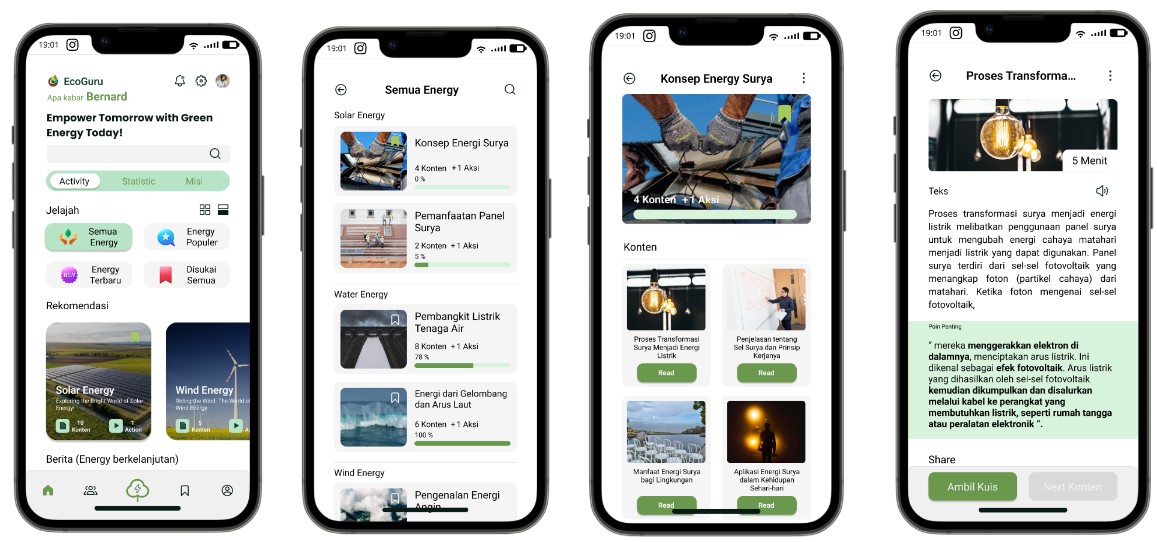 19:01
EcoGuru
Apa kabar Bernard
Empower Tomorrow with Green
Energy Today!
Activity
Statistic
Misi
Jelajah
Semua
Energy
Energy
Populer
NEW
Energy
Terbaru
Disukai
Semua
Rekomendasi
Solar Energy
Exploring the Bright World of Solar
Energy!
10
Konten
1
Action
Wind Energy
Riding the Wind: The World of
Wind Energy
5
Konten
Berita (Energy berkelanjutan)
19:01
Semua Energy
Solar Energy
Konsep Energi Surya
4 Konten +1 Aksi
0 %
Pemanfaatan Panel
Surya
2 Konten +1 Aksi
5 %
Water Energy
Pembangkit Listrik
Tenaga Air
8 Konten +1 Aksi
78 %
Energi dari Gelombang
dan Arus Laut
6 Konten +1 Aksi
100 %
Wind Energy
Pengenalan Energi
Angin
19:01
Konsep Energy Surya
4 Konten +1 Aksi
Konten
Proses Transformasi
Surya Menjadi Energi
Listrik
Read
Penjelasan tentang
Sel Surya dan Prinsip
Kerjanya
Read
Manfaat Energi Surya
bagi Lingkungan
Read
Aplikasi Energi Surya
dalam Kehidupan
Sehari-hari
Read
19:01
Proses Transforma...
5 Menit
Teks
Proses transformasi surya menjadi energi
listrik melibatkan penggunaan panel surya
untuk mengubah energi cahaya matahari
menjadi listrik yang dapat digunakan. Panel
surya terdiri dari sel-sel fotovoltaik yang
menangkap foton (partikel cahaya) dari
matahari. Ketika foton mengenai sel-sel
fotovoltaik,
Poin Penting
“ mereka menggerakkan elektron di
dalamnya, menciptakan arus listrik. Ini
dikenal sebagai efek fotovoltaik. Arus listrik
yang dihasilkan oleh sel-sel fotovoltaik
kemudian dikumpulkan dan disalurkan
melalui kabel ke perangkat yang
membutuhkan listrik, seperti rumah tangga
atau peralatan elektronik ”.
Share
Ambil Kuis
Next Konten